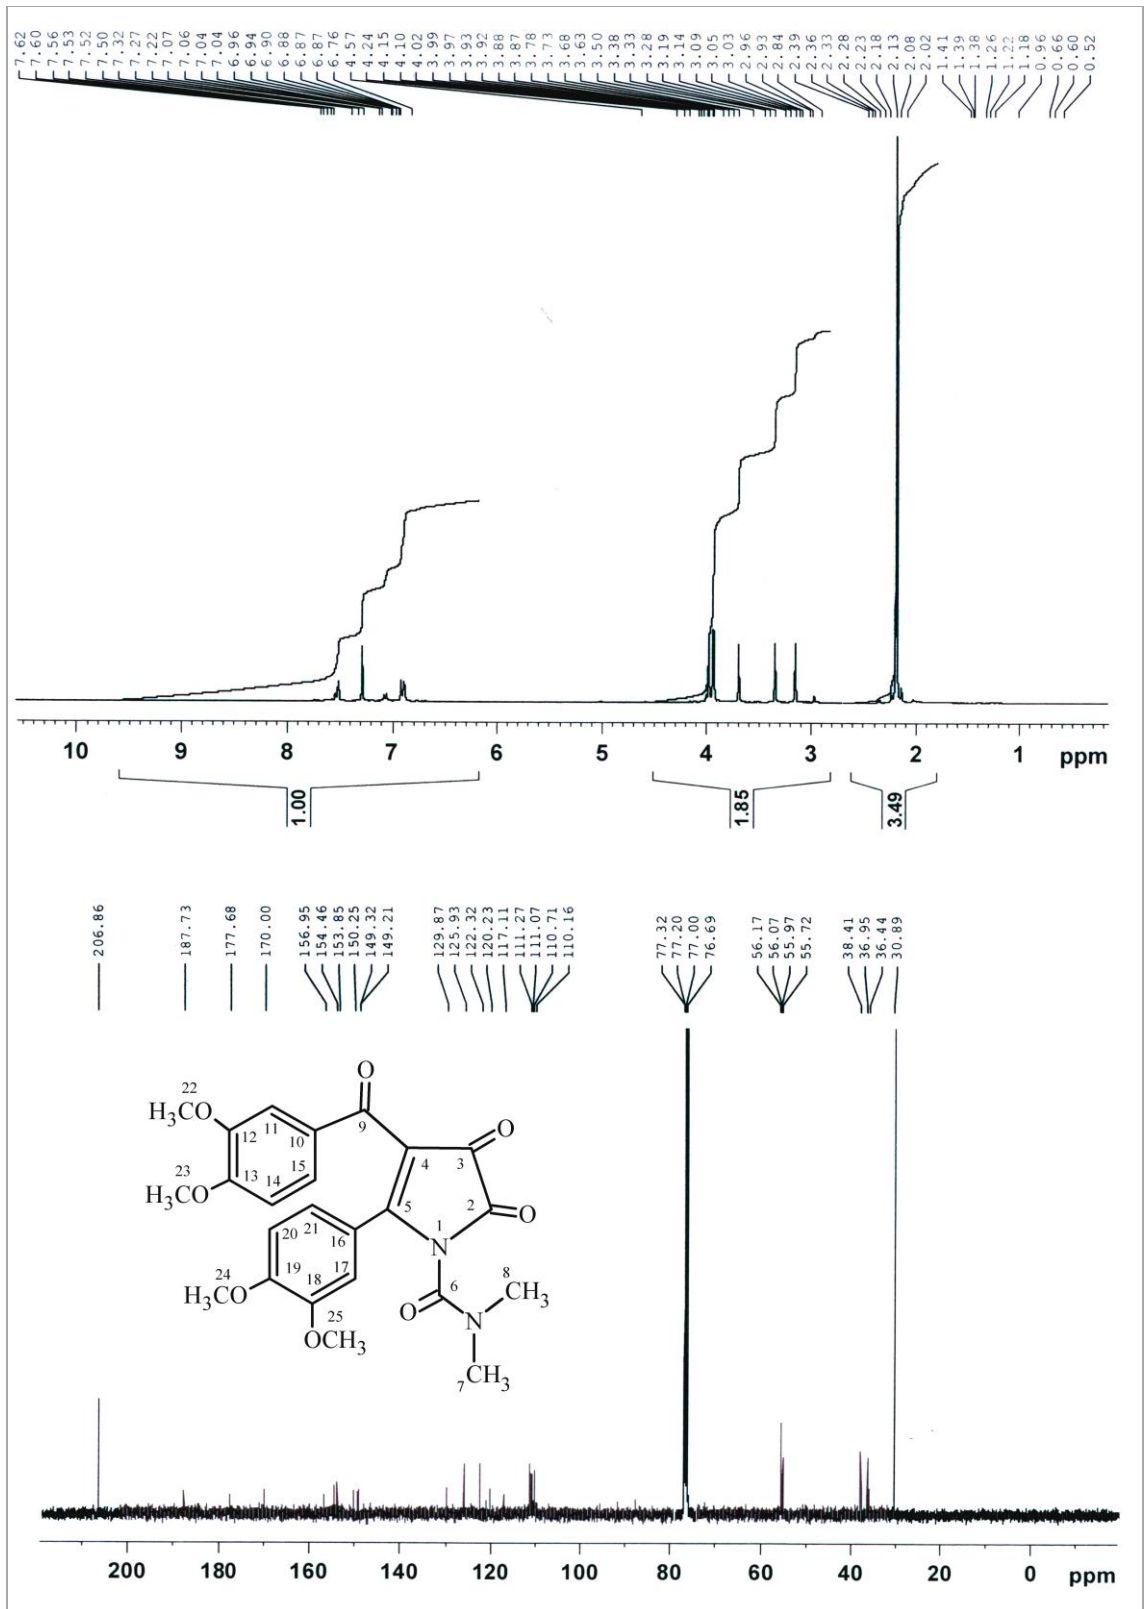 7.62 7.60 7.56 7.53 7.52 7.50 7.32 7.27 7.22 7.07 7.06 7.04 7.04 6.96 6.94 6.90 6.88 6.87 6.87 6.76 4.57 4.24 4.15 4.10 4.02 3.99 3.97 3.93 3.92 3.88 3.87 3.78 3.73 3.68 3.63 3.50 3.38 3.33 3.28 3.19 3.14 3.09 3.05 3.03 2.96 2.93 2.84 2.39 2.36 2.33 2.28 2.23 2.18 2.13 2.08 2.02 1.41 1.39 1.38 1.26 1.22 1.18 0.96 0.66 0.60 0.52
10 9 8 7 6 5 4 3 2 1 ppm
1.00 1.85 3.49
206.86 187.73 177.68 170.00 156.95 154.46 153.85 150.25 149.32 149.21 129.87 125.93 122.32 120.23 117.11 111.27 111.07 110.71 110.16 77.32 77.20 77.00 76.69 56.17 56.07 55.97 55.72 38.41 36.95 36.44 30.89
O
22
H3CO 11 9 O
12 10
4 3
23 13 15
H3CO 14
5 2 O
21 1
20 16 N
24 19 17 8
H3CO 18 6 CH3
25 O N
OCH3
7 CH3
200 180 160 140 120 100 80 60 40 20 0 ppm